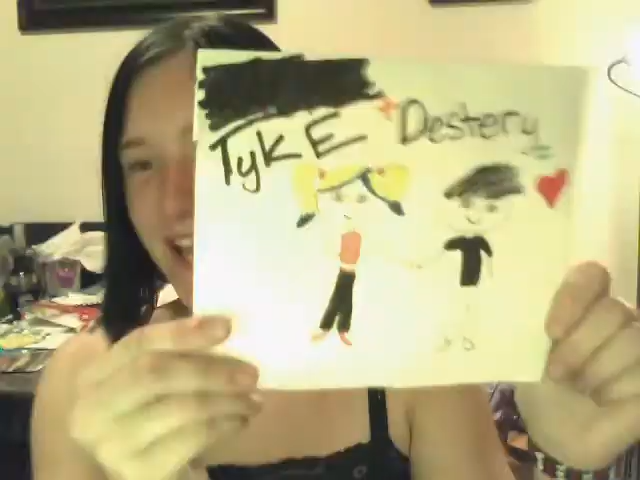 TyKE + Destery =